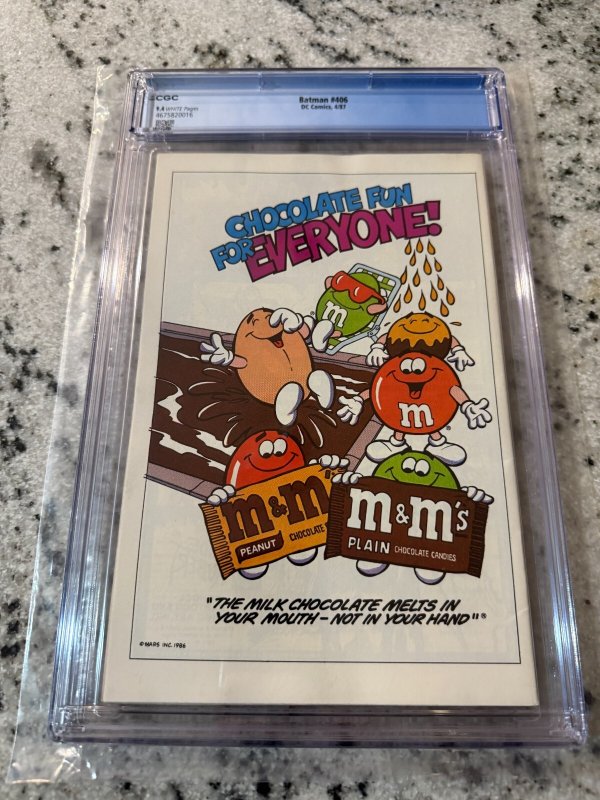 CGC
9.4 WHITE Pages
4675820016
Batman #406
DC Comics, 4/87
CHOCOLATE FUN
FOR EVERYONE!
m
m
m&m
PEANUT
CHOCOLATE
m&m's
PLAIN CHOCOLATE CANDIES
"THE MILK CHOCOLATE MELTS IN
YOUR MOUTH – NOT IN YOUR HAND"®
© MARS INC. 1986